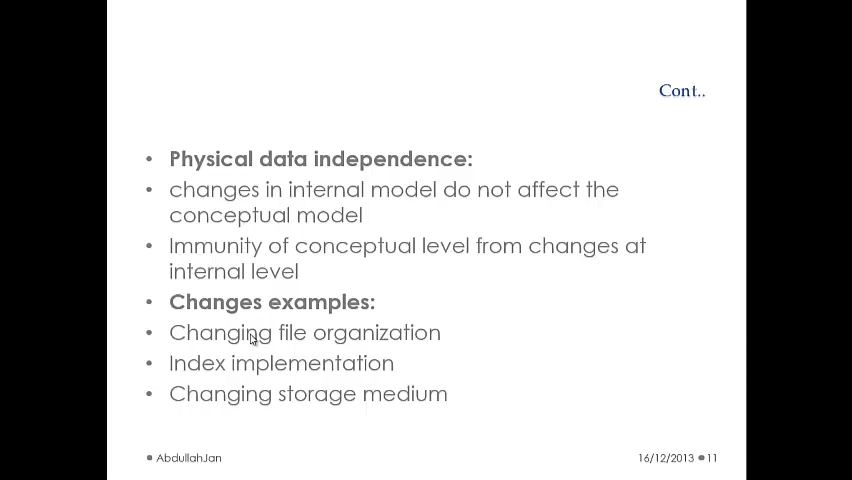 Cont..
• Physical data independence:
• changes in internal model do not affect the
conceptual model
• Immunity of conceptual level from changes at
internal level
• Changes examples:
• Changing file organization
• Index implementation
• Changing storage medium
• AbdullahJan
16/12/2013 • 11